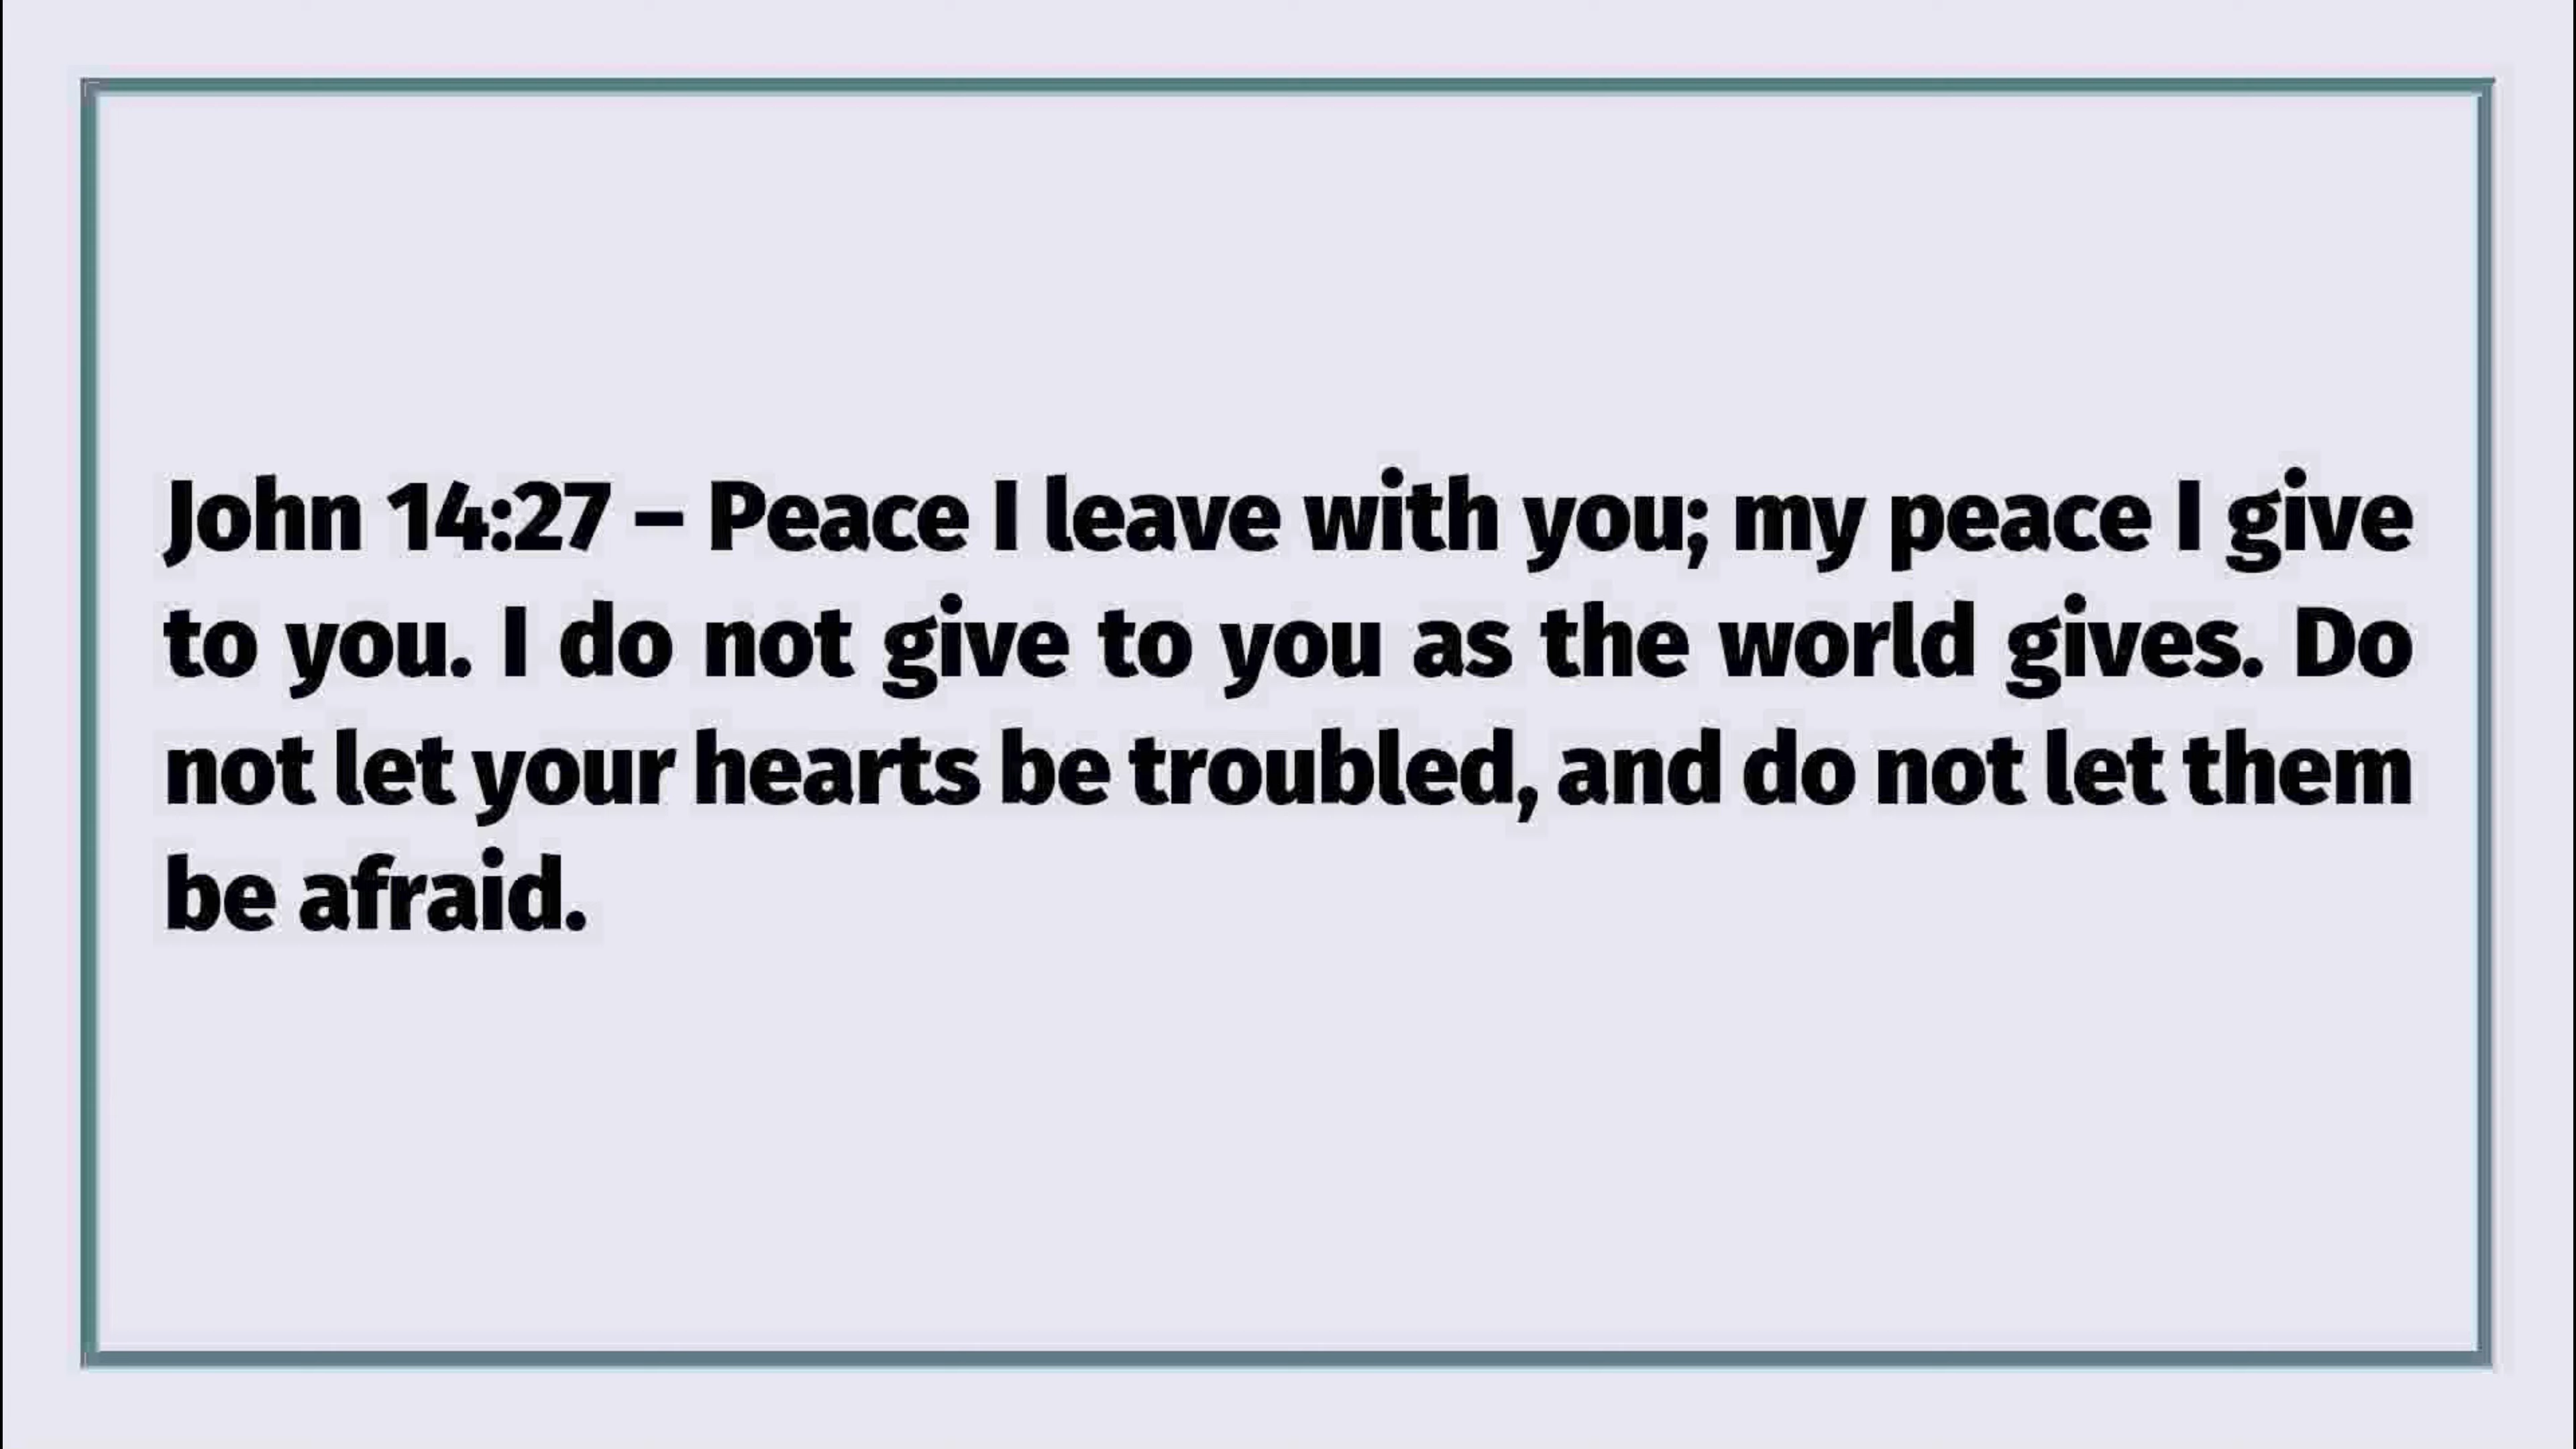 John 14:27 – Peace I leave with you; my peace I give
to you. I do not give to you as the world gives. Do
not let your hearts be troubled, and do not let them
be afraid.